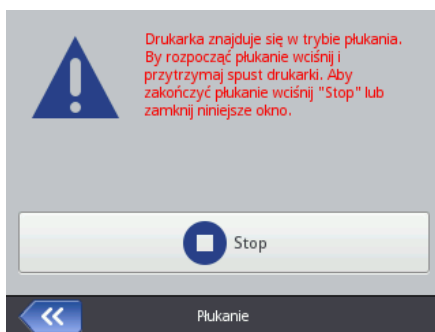 Drukarka znajduje się w trybie płukania.
By rozpocząć płukanie wciśnij i
przytrzymaj spust drukarki. Aby
zakończyć płukanie wciśnij "Stop" lub
zamknij niniejsze okno.
Stop
Płukanie